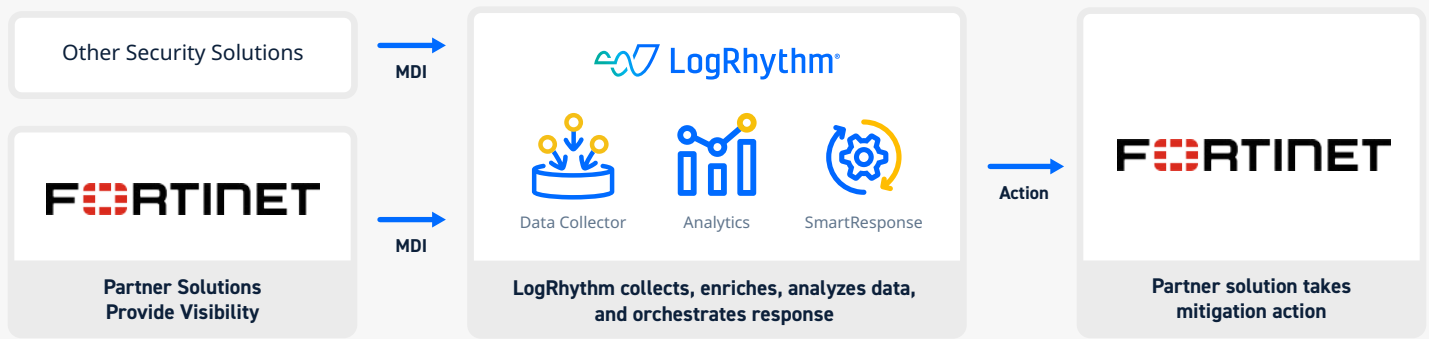 Other Security Solutions
MDI
FORTINET
MDI
Partner Solutions
Provide Visibility
LogRhythm®
Data Collector
Analytics
SmartResponse
LogRhythm collects, enriches, analyzes data,
and orchestrates response
Action
FORTINET
Partner solution takes
mitigation action